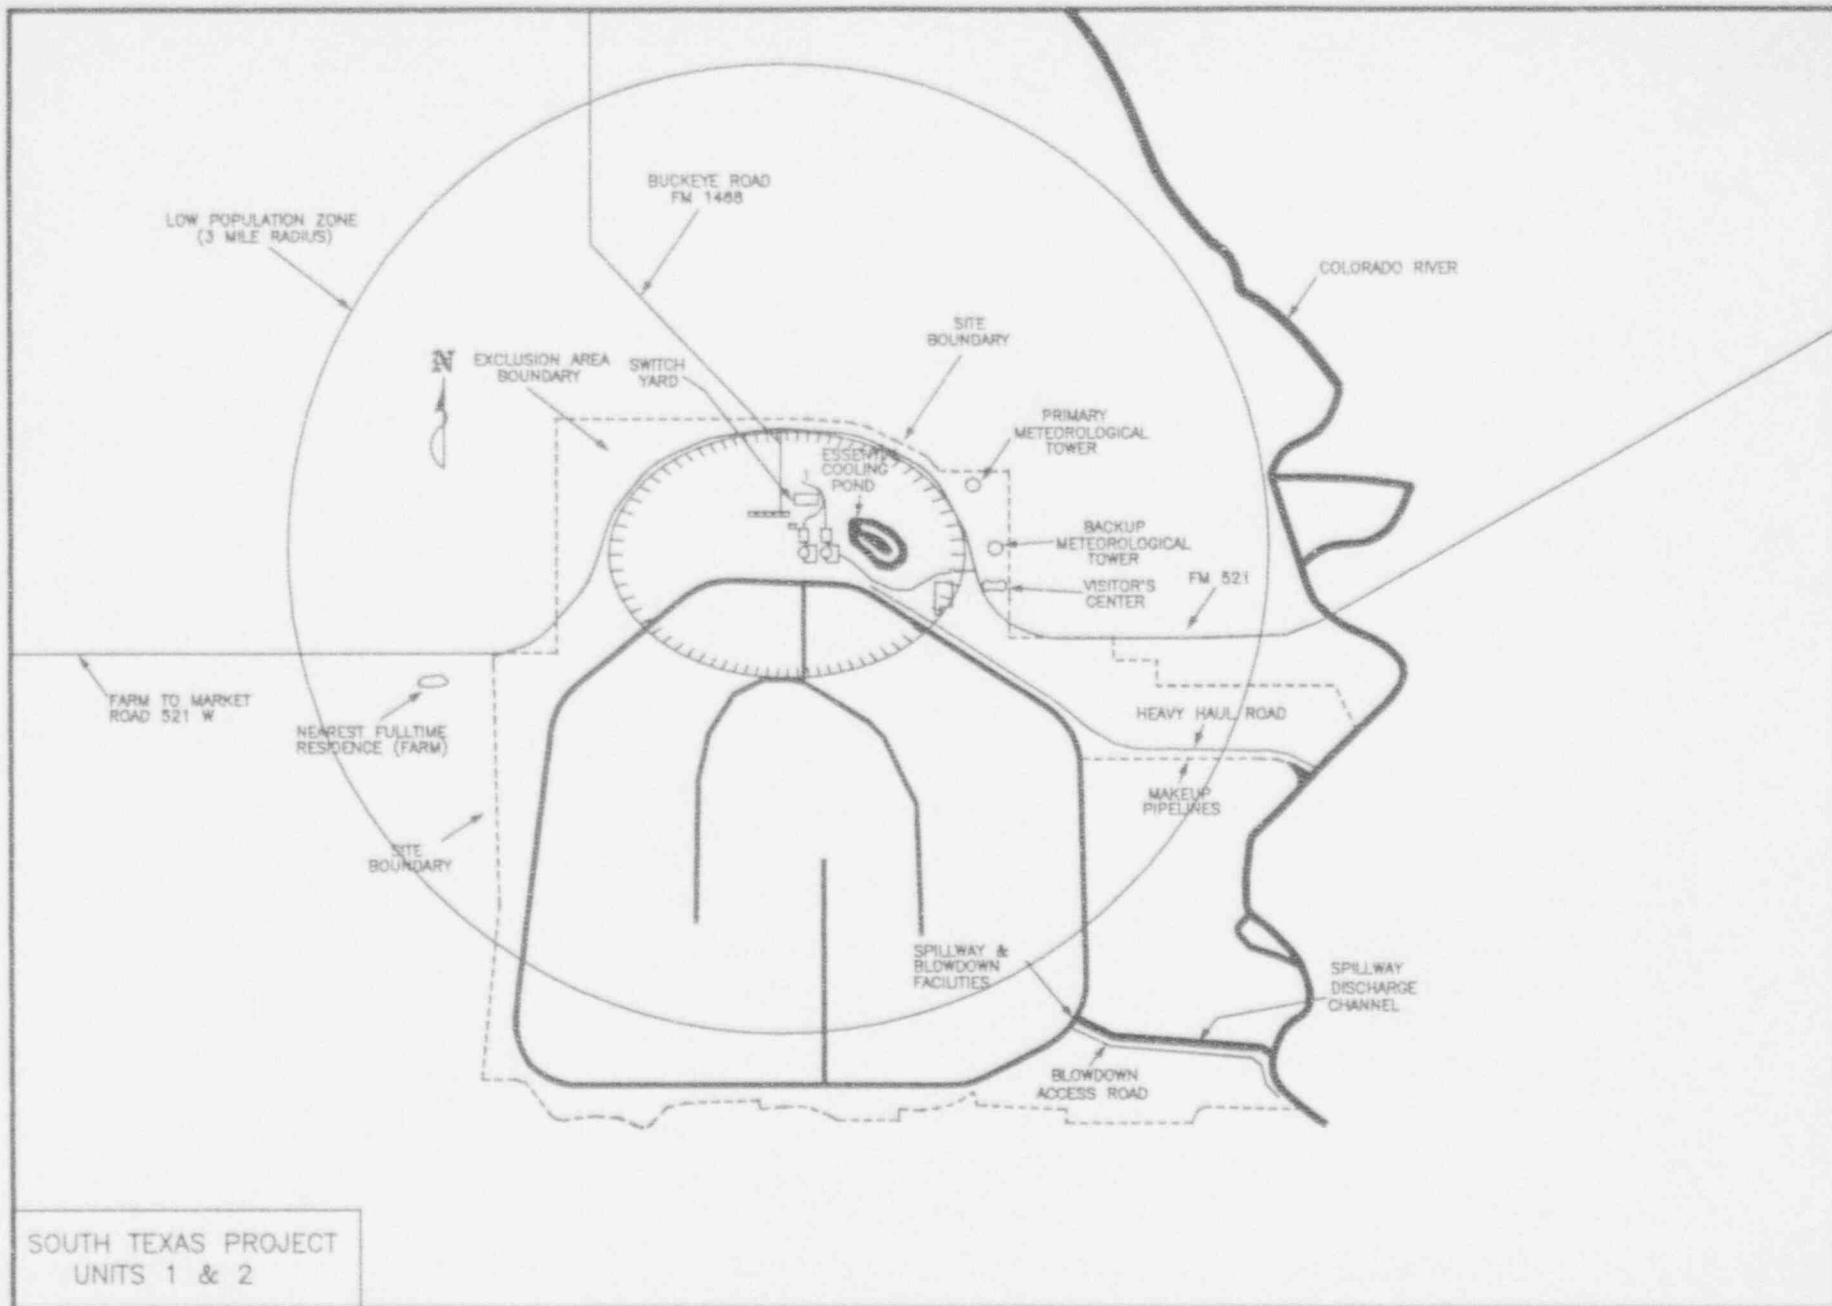 BUCKEYE ROAD
FM 1468
LOW POPULATION ZONE
(3 MILE RADIUS)
COLORADO RIVER
SITE
BOUNDARY
N
EXCLUSION AREA
BOUNDARY
SWITCH
YARD
PRIMARY
METEOROLOGICAL
TOWER
COOLING
POND
BACKUP
METEOROLOGICAL
TOWER
FM 521
VISITOR'S
CENTER
FARM TO MARKET
ROAD 521 W
NEAREST FULLTIME
RESIDENCE (FARM)
HEAVY HAUL ROAD
MAKEUP
PIPELINES
SITE
BOUNDARY
SPILLWAY &
BLOWDOWN
FACILITIES
SPILLWAY
DISCHARGE
CHANNEL
BLOWDOWN
ACCESS ROAD
SOUTH TEXAS PROJECT
UNITS 1 & 2